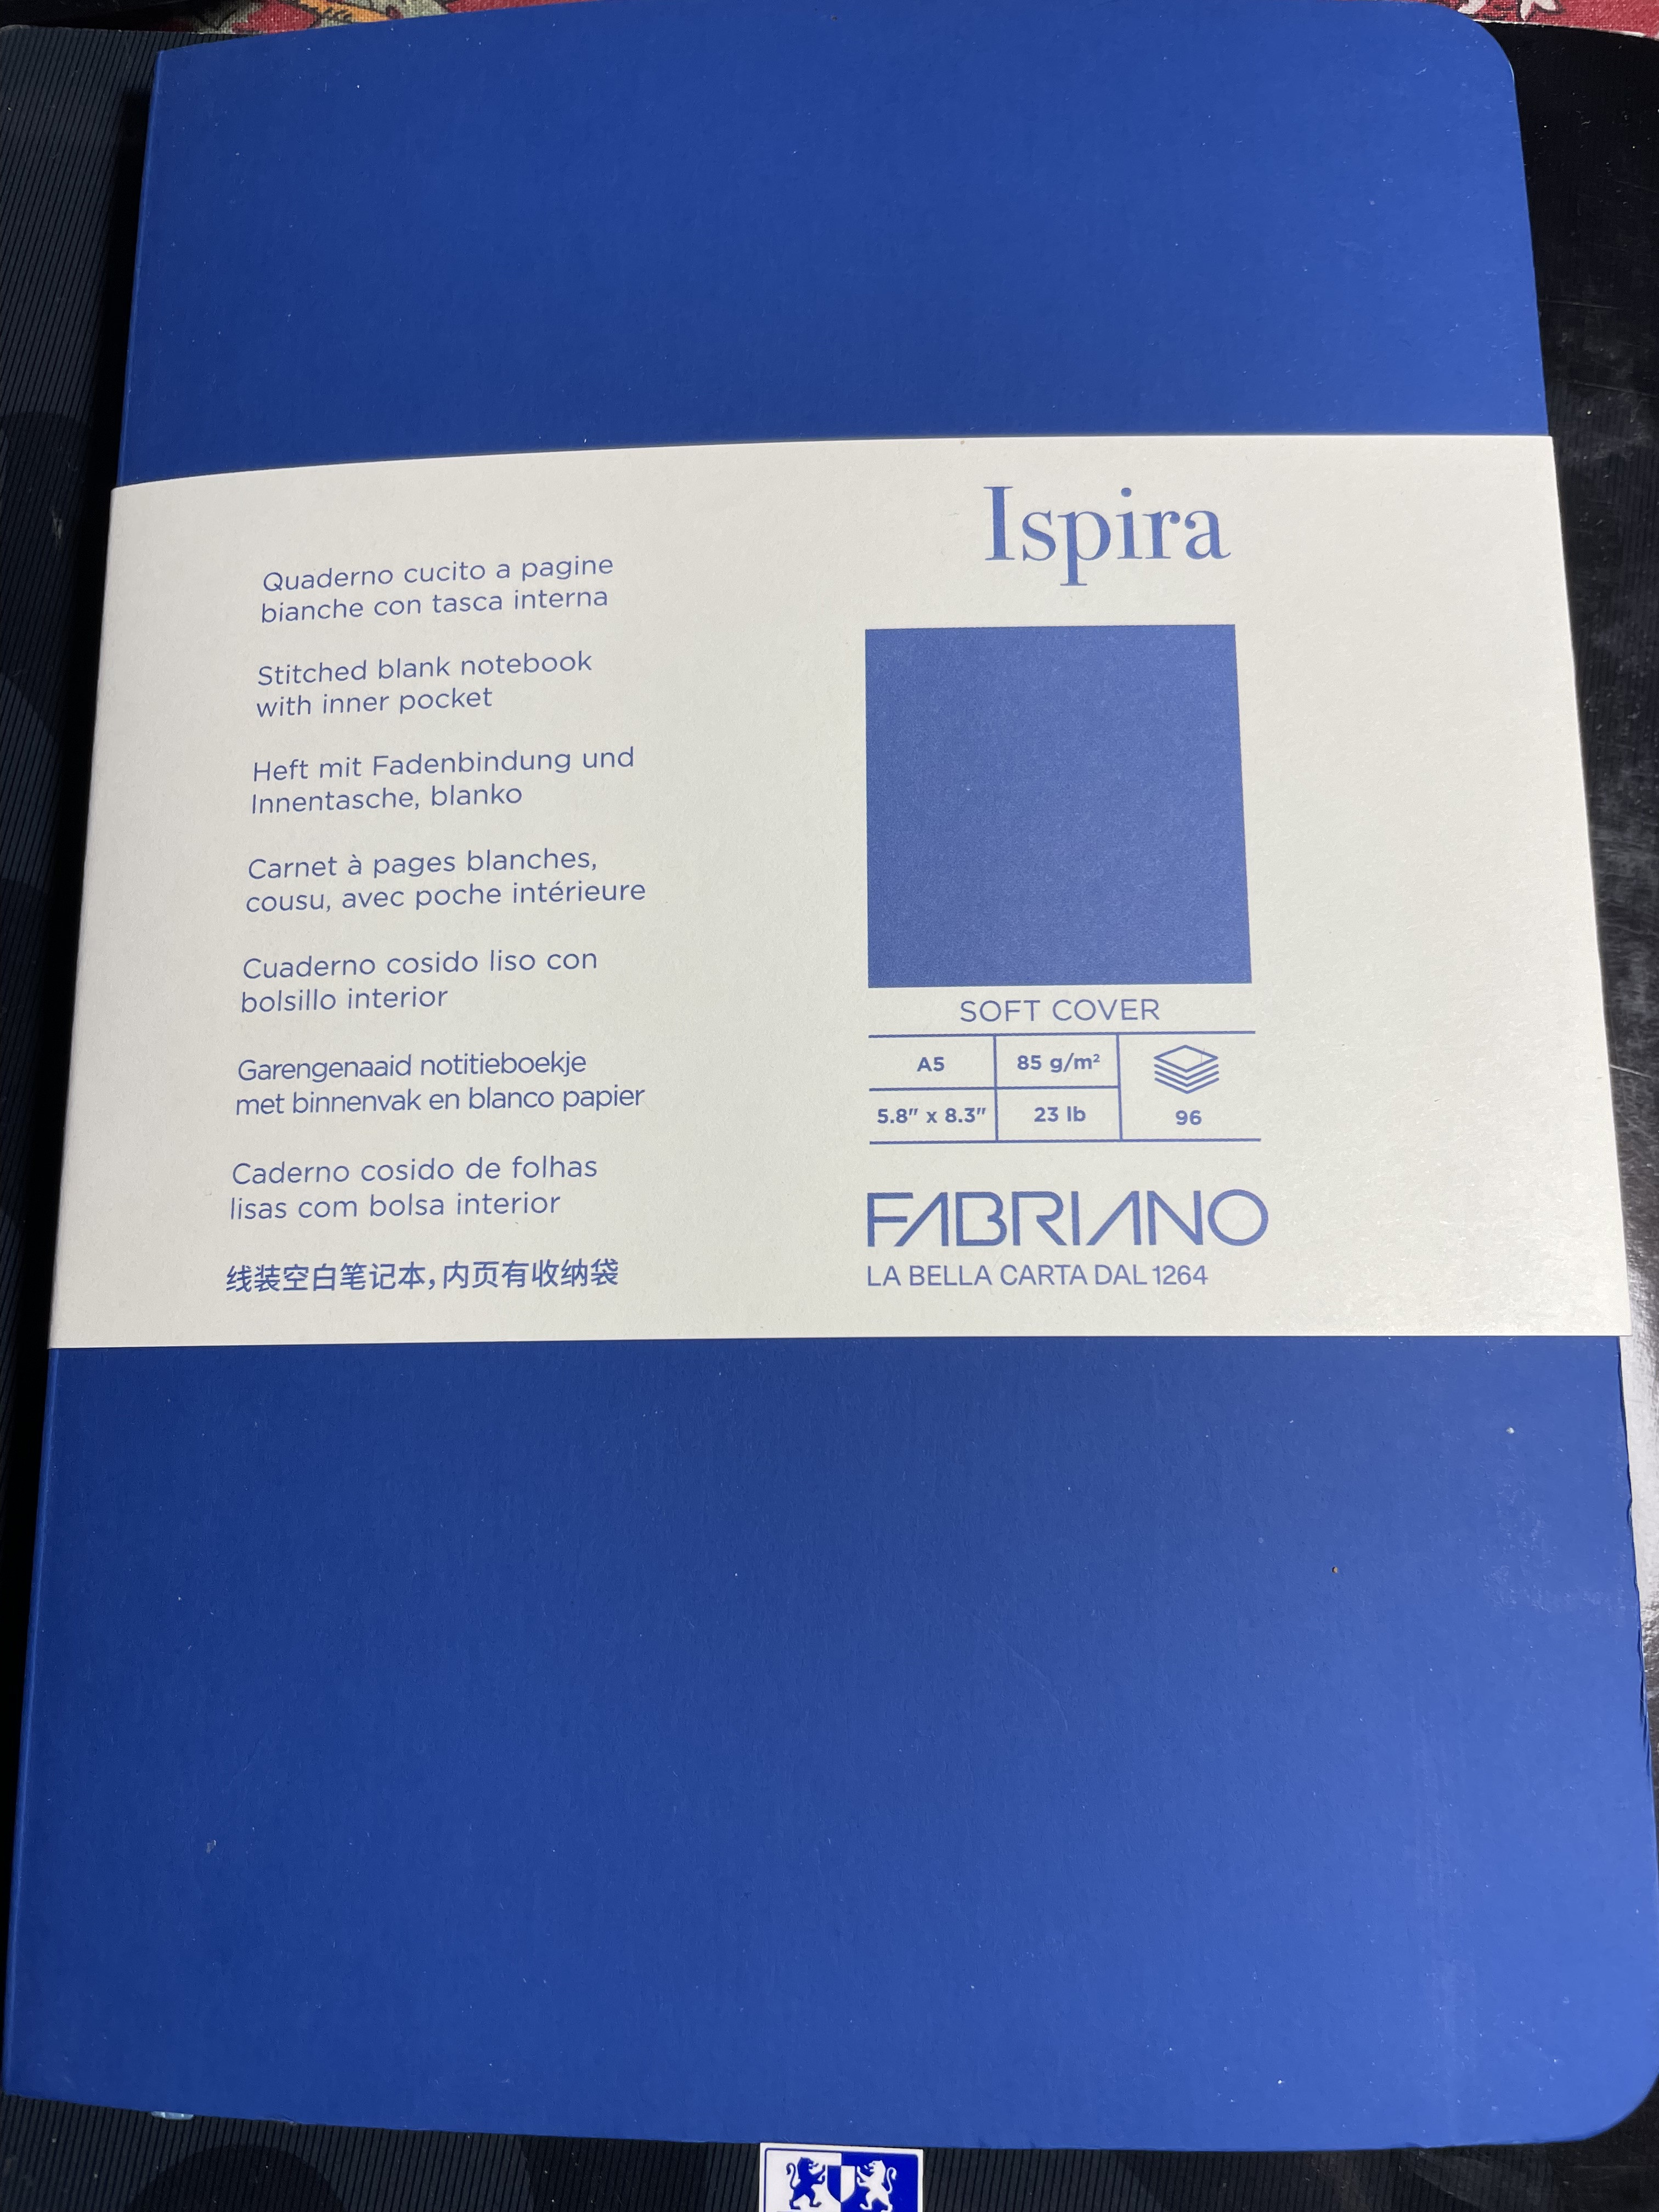 Ispira
Quaderno cucito a pagine
bianche con tasca interna
Stitched blank notebook
with inner pocket
Heft mit Fadenbindung und
Innentasche, blanko
Carnet à pages blanches,
cousu, avec poche intérieure
Cuaderno cosido liso con
bolsillo interior
Garengenaaid notitieboekje
met binnenvak en blanco papier
Caderno cosido de folhas
lisas com bolsa interior
线装空白笔记本，内页有收纳袋
SOFT COVER
A5 85 g/m²
5.8" x 8.3" 23 lb 96
FABRIANO
LA BELLA CARTA DAL 1264